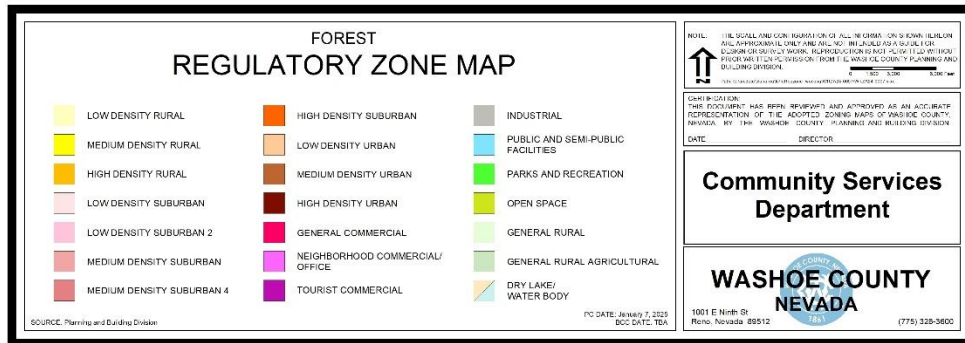 FOREST
REGULATORY ZONE MAP
LOW DENSITY RURAL
MEDIUM DENSITY RURAL
HIGH DENSITY RURAL
LOW DENSITY SUBURBAN
LOW DENSITY SUBURBAN 2
MEDIUM DENSITY SUBURBAN
MEDIUM DENSITY SUBURBAN 4
HIGH DENSITY SUBURBAN
LOW DENSITY URBAN
MEDIUM DENSITY URBAN
HIGH DENSITY URBAN
GENERAL COMMERCIAL
NEIGHBORHOOD COMMERCIAL/
OFFICE
TOURIST COMMERCIAL
INDUSTRIAL
PUBLIC AND SEMI-PUBLIC
FACILITIES
PARKS AND RECREATION
OPEN SPACE
GENERAL RURAL
GENERAL RURAL AGRICULTURAL
DRY LAKE/
WATER BODY
SOURCE: Planning and Building Division
PC DATE: January 7, 2025
BCC DATE: TBA
NOTE: THE SCALE AND CONFIGURATION OF ALL INFORMATION SHOWN HEREON
ARE APPROXIMATE ONLY AND ARE NOT INTENDED AS A GUIDE FOR
DESIGN OR SURVEY WORK. REPRODUCTION IS NOT PERMITTED WITHOUT
PRIOR WRITTEN PERMISSION FROM THE WASHOE COUNTY PLANNING AND
BUILDING DIVISION.
N
CERTIFICATION:
THIS DOCUMENT HAS BEEN REVIEWED AND APPROVED AS AN ACCURATE
REPRESENTATION OF THE ADOPTED ZONING MAPS OF WASHOE COUNTY,
NEVADA, BY THE WASHOE COUNTY PLANNING AND BUILDING DIVISION
DATE DIRECTOR
Community Services
Department
WASHOE COUNTY
NEVADA
1861
1001 E Ninth St
Reno, Nevada 89512
(775) 328-3600